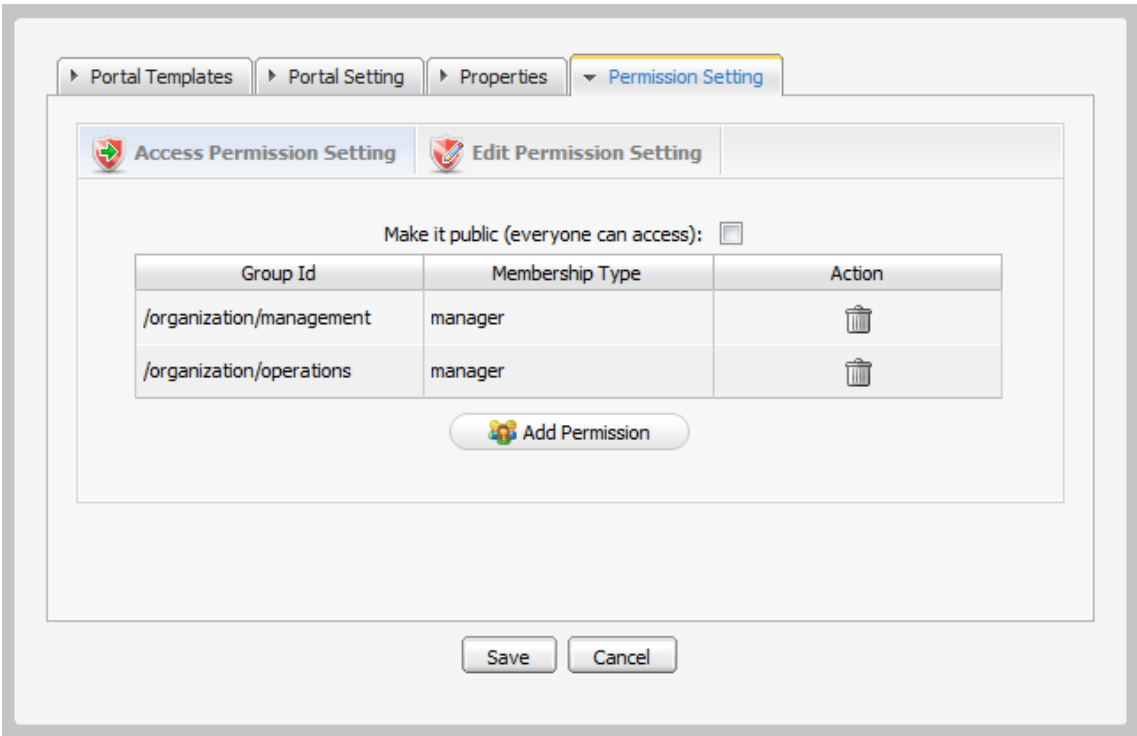 Portal Templates Portal Setting Properties Permission Setting
Access Permission Setting Edit Permission Setting
Make it public (everyone can access):
Group Id Membership Type Action
/organization/management manager
/organization/operations manager
Add Permission
Save Cancel